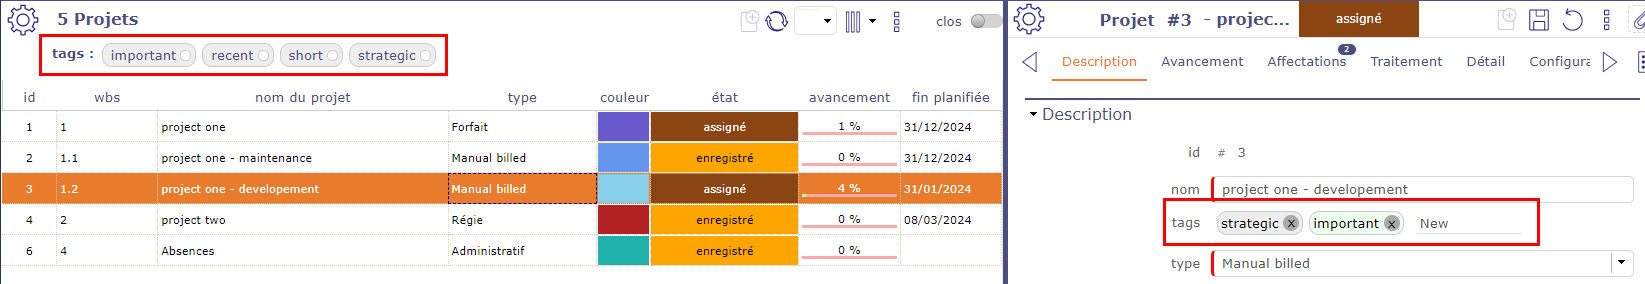 5 Projets
clos
tags :
important
recent
short
strategic
id wbs nom du projet type couleur état avancement fin planifiée
1 1 project one Forfait assigné 1 % 31/12/2024
2 1.1 project one - maintenance Manual billed enregistré 0 % 31/12/2024
3 1.2 project one - developement Manual billed assigné 4 % 31/01/2024
4 2 project two Régie enregistré 0 % 08/03/2024
6 4 Absences Administratif enregistré 0 %
Projet #3 - projec...
assigné
2
Description Avancement Affectations Traitement Détail Configura
Description
id # 3
nom project one - developement
tags strategic x important x New
type Manual billed